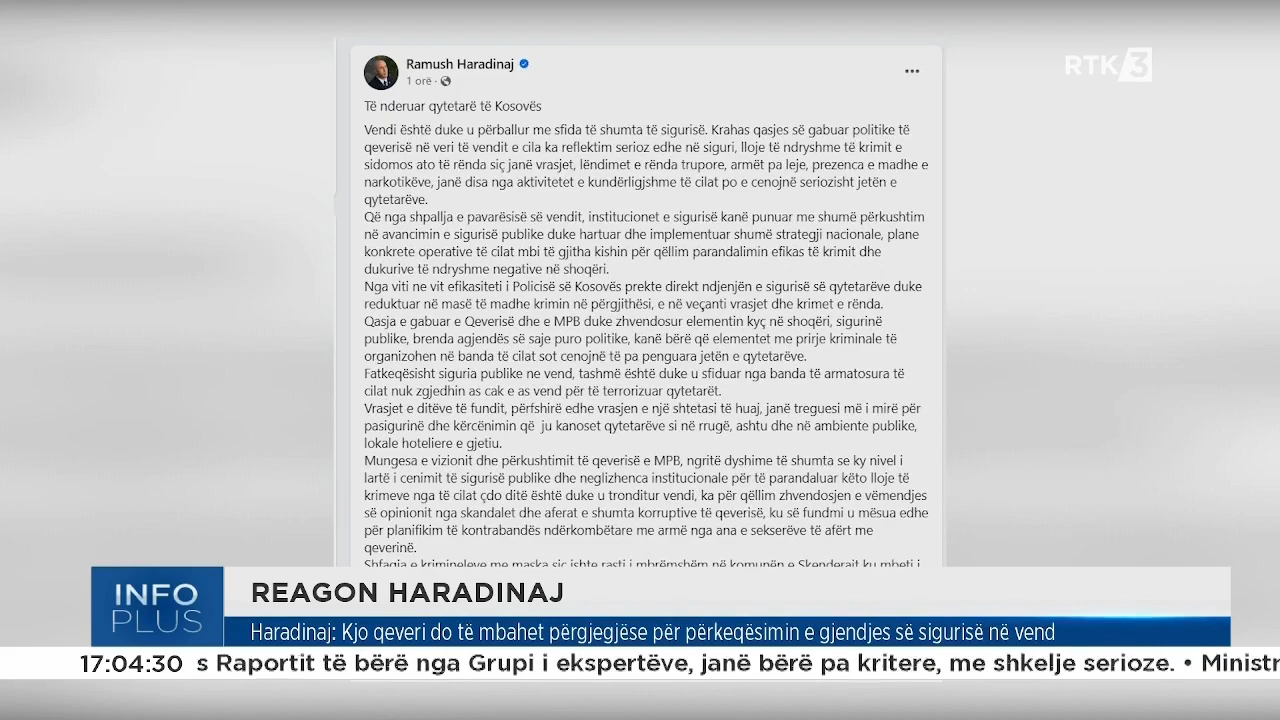 RTK 3
Ramush Haradinaj
1 orë ·
Të nderuar qytetarë të Kosovës
Vendi është duke u përballur me sfida të shumta të sigurisë. Krahas qasjes së gabuar politike të
qeverisë në veri të vendit e cila ka reflektim serioz edhe në siguri, lloje të ndryshme të krimit e
sidomos ato të rënda siç janë vrasjet, lëndimet e rënda trupore, armët pa leje, prezenca e madhe e
narkotikëve, janë disa nga aktivitetet e kundërligjshme të cilat po e cenojnë seriozisht jetën e
qytetarëve.
Që nga shpallja e pavarësisë së vendit, institucionet e sigurisë kanë punuar me shumë përkushtim
në avancimin e sigurisë publike duke hartuar dhe implementuar shumë strategji nacionale, plane
konkrete operative të cilat mbi të gjitha kishin për qëllim parandalimin efikas të krimit dhe
dukurive të ndryshme negative në shoqëri.
Nga viti ne vit efikasiteti i Policisë së Kosovës prekte direkt ndjenjën e sigurisë së qytetarëve duke
reduktuar në masë të madhe krimin në përgjithësi, e në veçanti vrasjet dhe krimet e rënda.
Qasja e gabuar e Qeverisë dhe e MPB duke zhvendosur elementin kyç në shoqëri, sigurinë
publike, brenda agjendës së saje puro politike, kanë bërë që elementet me prirje kriminale të
organizohen në banda të cilat sot cenojnë të pa penguara jetën e qytetarëve.
Fatkeqësisht siguria publike ne vend, tashmë është duke u sfiduar nga banda të armatosura të
cilat nuk zgjedhin as cak e as vend për të terrorizuar qytetarët.
Vrasjet e ditëve të fundit, përfshirë edhe vrasjen e një shtetasi të huaj, janë treguesi më i mirë për
pasigurinë dhe kërcënimin që ju kanoset qytetarëve si në rrugë, ashtu dhe në ambiente publike,
lokale hoteliere e gjetiu.
Mungesa e vizionit dhe përkushtimit të qeverisë e MPB, ngritë dyshime të shumta se ky nivel i
lartë i cenimit të sigurisë publike dhe neglizhenca institucionale për të parandaluar këto lloje të
krimeve nga të cilat çdo ditë është duke u tronditur vendi, ka për qëllim zhvendosjen e vëmendjes
së opinionit nga skandalet dhe aferat e shumta korruptive të qeverisë, ku së fundmi u mësua edhe
për planifikim të kontrabandës ndërkombëtare me armë nga ana e sekserëve të afërt me
qeverinë.
Shfaqja e kriminelëve me maska siç ishte rasti i mbrëmshëm në komunën e Skenderajt ku mbeti i
INFO
PLUS
REAGON HARADINAJ
Haradinaj: Kjo qeveri do të mbahet përgjegjëse për përkeqësimin e gjendjes së sigurisë në vend
17:04:30 s Raportit të bërë nga Grupi i ekspertëve, janë bërë pa kritere, me shkelje serioze. • Ministr